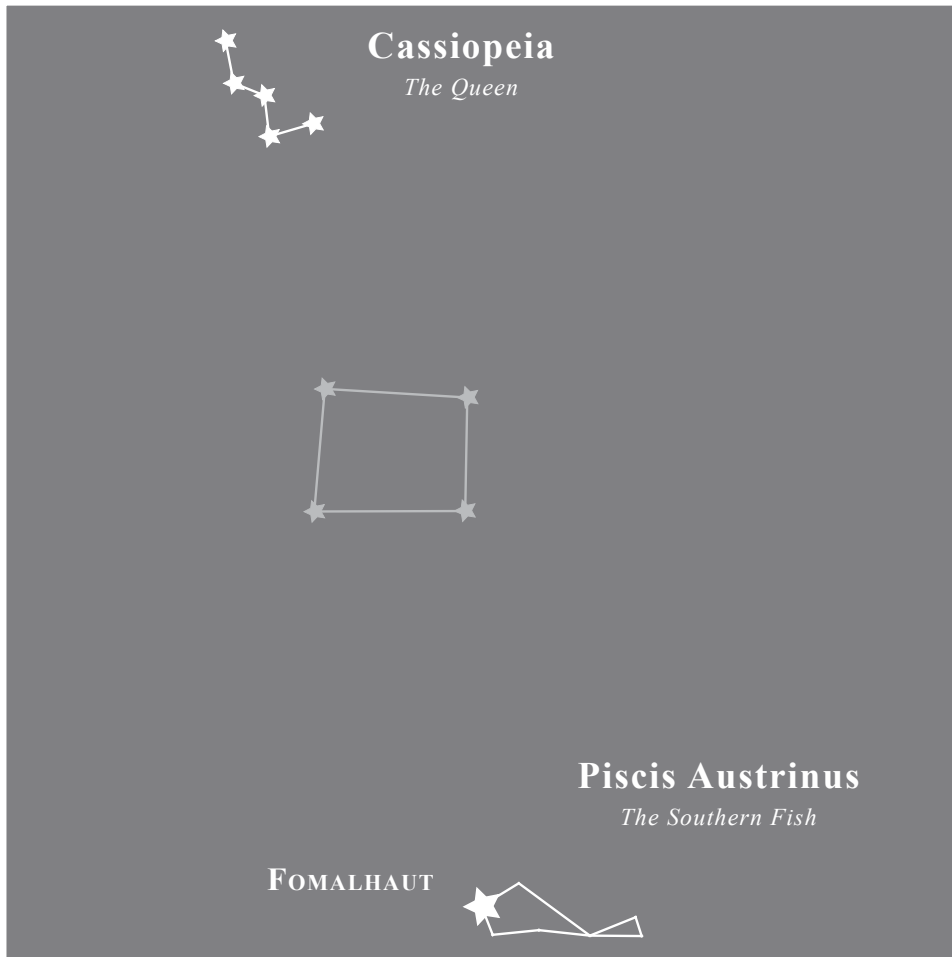 Cassiopeia
The Queen
Piscis Austrinus
The Southern Fish
FOMALHAUT